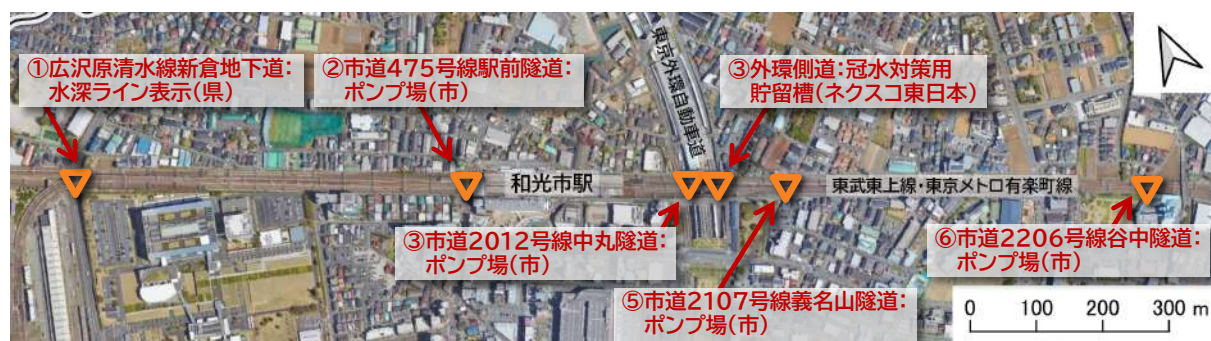 ①広沢原清水線新倉地下道：
水深ライン表示(県)
②市道475号線駅前隧道：
ポンプ場(市)
東京外環自動車道
③外環側道：冠水対策用
貯留槽(ネクスコ東日本)
和光市駅
東武東上線・東京メトロ有楽町線
③市道2012号線中丸隧道：
ポンプ場(市)
⑤市道2107号線義名山隧道：
ポンプ場(市)
⑥市道2206号線谷中隧道：
ポンプ場(市)
0 100 200 300 m